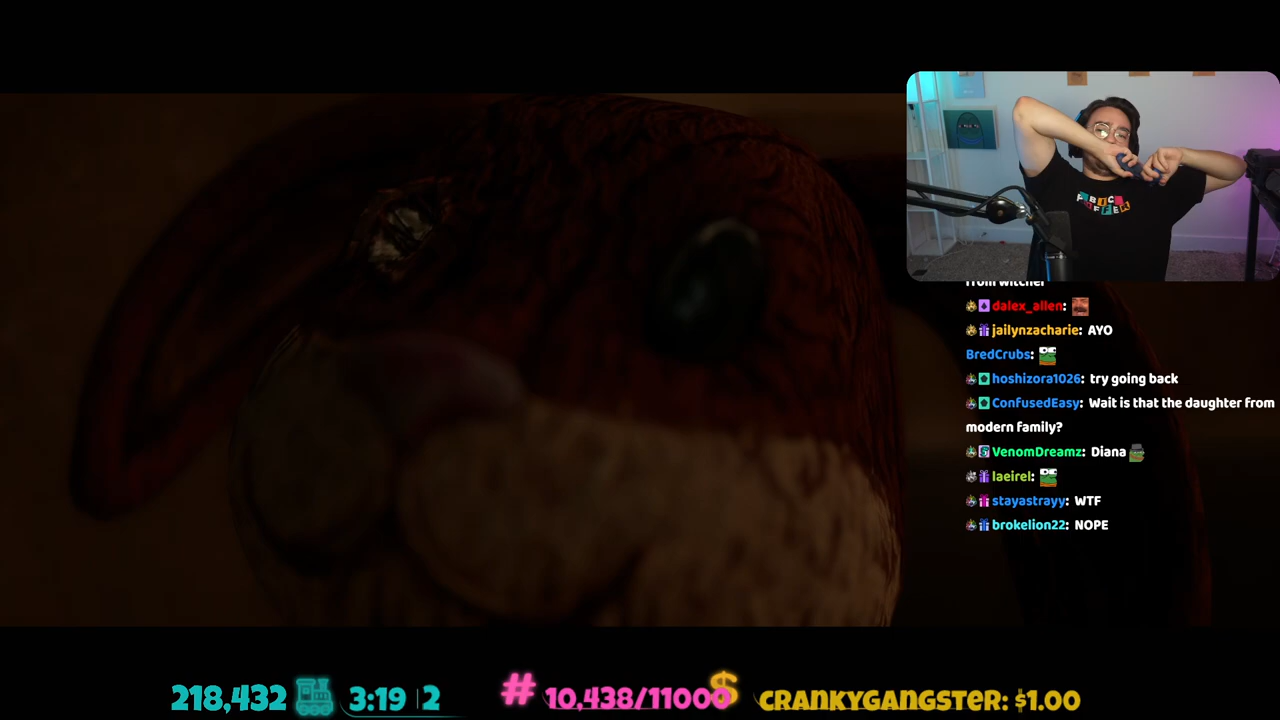 from witcher
dalex_allen:
jailynzacharie: AYO
BredCrubs:
hoshizora1026: try going back
ConfusedEasy: Wait is that the daughter from
modern family?
VenomDreamz: Diana
laeirel:
stayastrayy: WTF
brokelion22: NOPE
218,432 3:19 2 # 10,438/11000 $ CRANKYGANGSTER: $1.00